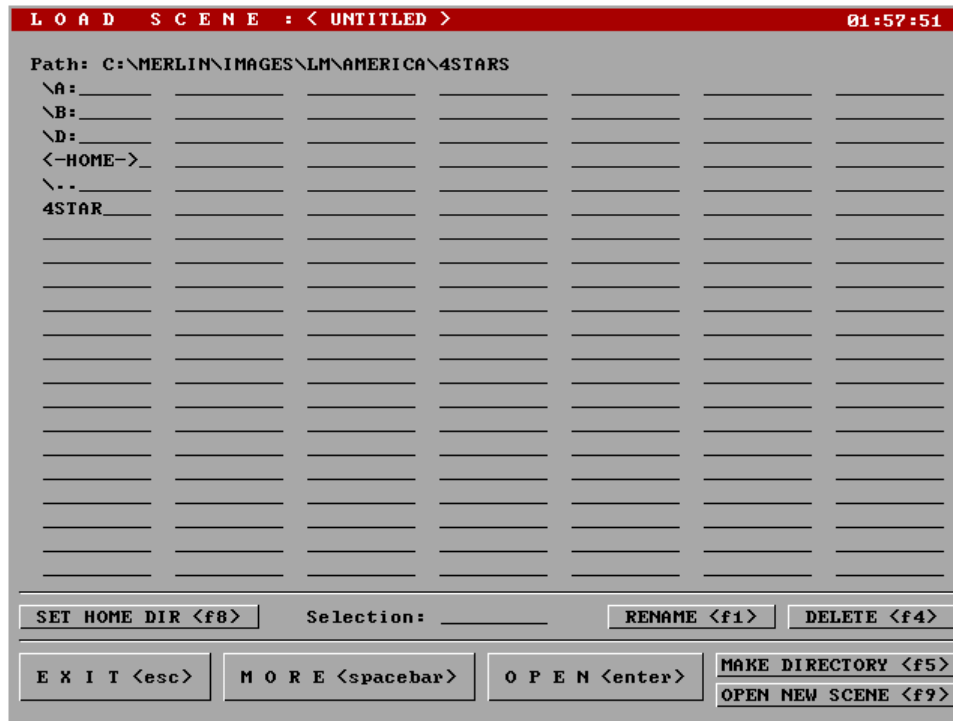 L O A D S C E N E : < UNTITLED > 01:57:51
Path: C:\MERLIN\IMAGES\LM\AMERICA\4STARS
\A:
\B:
\D:
<-HOME->
\..
4STAR
SET HOME DIR <f8> Selection: RENAME <f1> DELETE <f4>
E X I T <esc> M O R E <spacebar> O P E N <enter> MAKE DIRECTORY <f5>
OPEN NEW SCENE <f9>